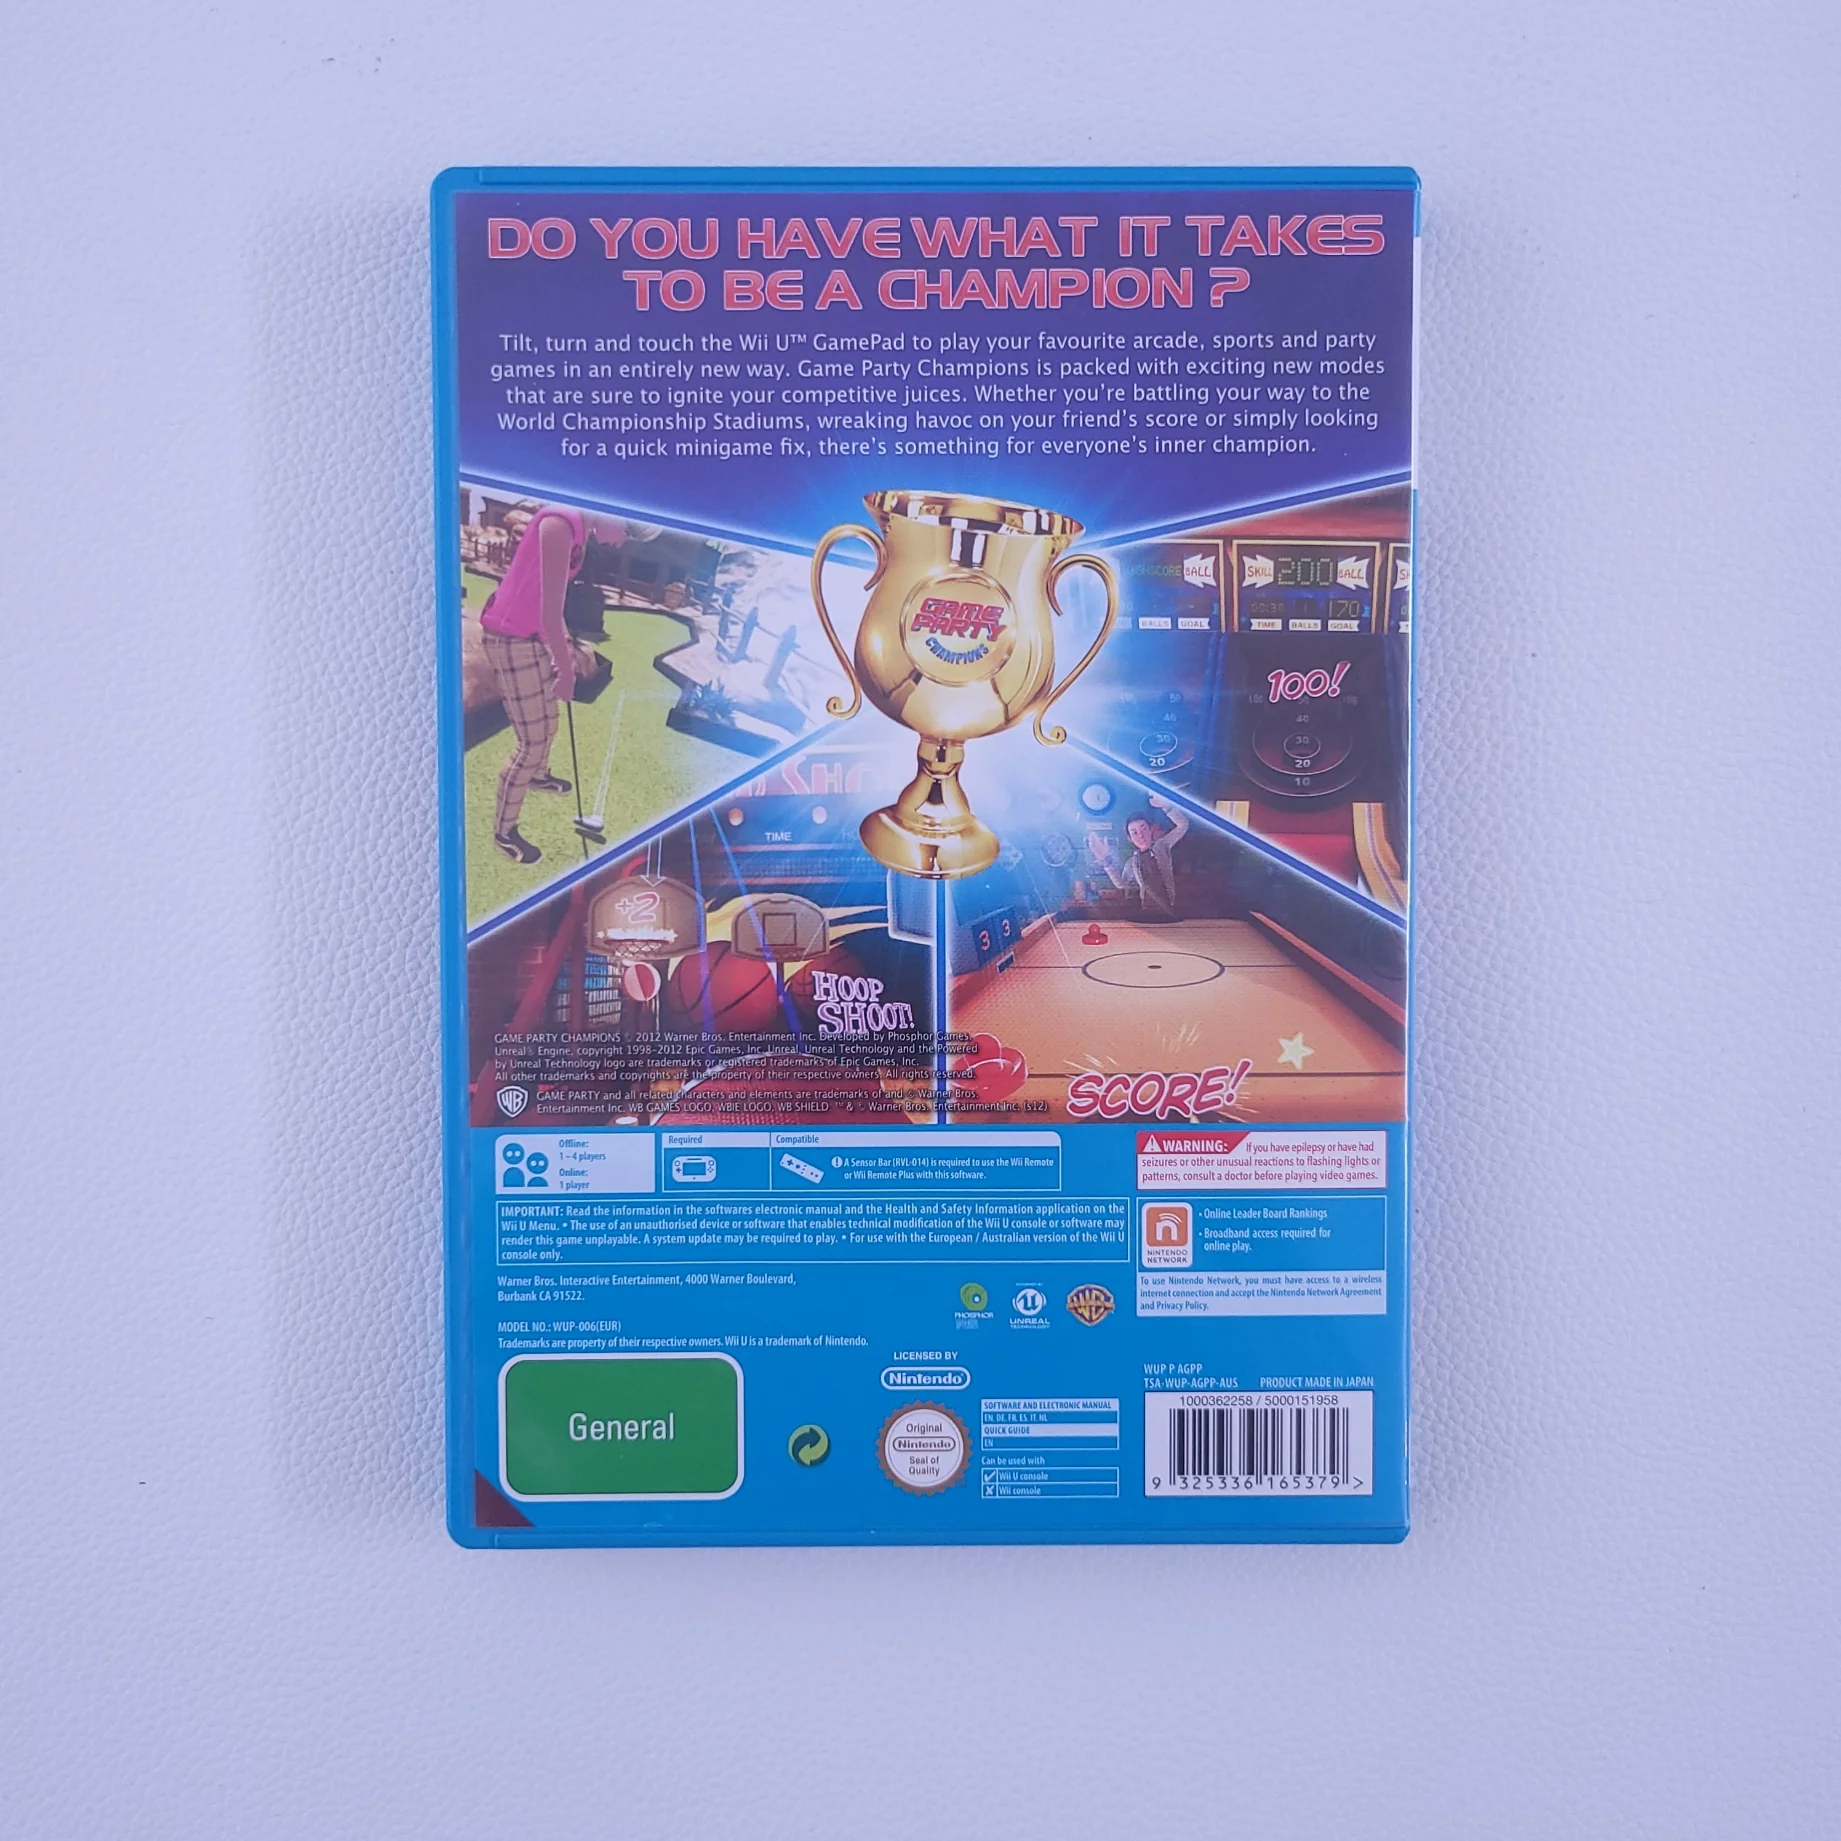 DO YOU HAVE WHAT IT TAKES
TO BE A CHAMPION ?
Tilt, turn and touch the Wii U™ GamePad to play your favourite arcade, sports and party
games in an entirely new way. Game Party Champions is packed with exciting new modes
that are sure to ignite your competitive juices. Whether you're battling your way to the
World Championship Stadiums, wreaking havoc on your friend's score or simply looking
for a quick minigame fix, there's something for everyone's inner champion.
GAME
PARTY
CHAMPIONS
SCORE BALL
BALLS GOAL
SKILL 200 BALL
00:30 1 170
TIME BALLS GOAL
100!
50
40
30
20
40
30
20
10
TIME
+2
HOOP
SHOOT!
3 3
SCORE!
GAME PARTY CHAMPIONS © 2012 Warner Bros. Entertainment Inc. Developed by Phosphor Games.
Unreal® Engine, copyright 1998-2012 Epic Games, Inc. Unreal, Unreal Technology and the Powered
by Unreal Technology logo are trademarks or registered trademarks of Epic Games, Inc.
All other trademarks and copyrights are the property of their respective owners. All rights reserved.
WB
GAME PARTY and all related characters and elements are trademarks of and © Warner Bros.
Entertainment Inc. WB GAMES LOGO, WBIE LOGO, WB SHIELD: ™ & © Warner Bros. Entertainment Inc. (s12)
Offline:
1–4 players
Online:
1 player
Required
Compatible
A Sensor Bar (RVL-014) is required to use the Wii Remote
or Wii Remote Plus with this software.
WARNING: If you have epilepsy or have had
seizures or other unusual reactions to flashing lights or
patterns, consult a doctor before playing video games.
IMPORTANT: Read the information in the softwares electronic manual and the Health and Safety Information application on the
Wii U Menu. • The use of an unauthorised device or software that enables technical modification of the Wii U console or software may
render this game unplayable. A system update may be required to play. • For use with the European / Australian version of the Wii U
console only.
NINTENDO
NETWORK
• Online Leader Board Rankings
• Broadband access required for
online play.
To use Nintendo Network, you must have access to a wireless
internet connection and accept the Nintendo Network Agreement
and Privacy Policy.
Warner Bros. Interactive Entertainment, 4000 Warner Boulevard,
Burbank CA 91522.
PHOSPHOR
UNREAL
TECHNOLOGY
WB
MODEL NO.: WUP-006(EUR)
Trademarks are property of their respective owners. Wii U is a trademark of Nintendo.
General
LICENSED BY
Nintendo
Original
Nintendo
Seal of
Quality
SOFTWARE AND ELECTRONIC MANUAL
EN, DE, FR, ES, IT, NL
QUICK GUIDE
EN
Can be used with
Wii U console
Wii console
WUP P AGPP
TSA-WUP-AGPP-AUS PRODUCT MADE IN JAPAN
1000362258 / 5000151958
9 325336 165379 >